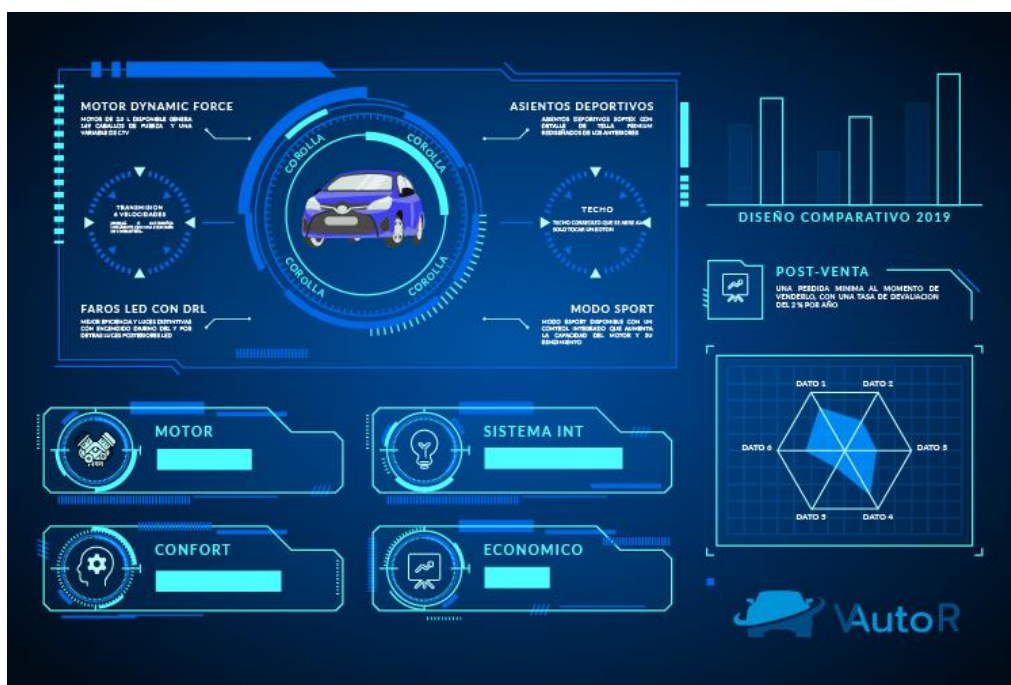 MOTOR DYNAMIC FORCE
MOTOR DE 2.0 L DISPONIBLE GENERA
169 CABALLOS DE FUERZA Y UNA
VARIABLE DE CTV
TRANSMISION
6 VELOCIDADES
FAROS LED CON DRL
MEJOR EFICIENCIA Y LUCES DISTINTIVAS
CON ENCENDIDO DIURNO DRL Y POR
DETRAS LUCES POSTERIORES LED
COROLLA
COROLLA
COROLLA
COROLLA
ASIENTOS DEPORTIVOS
ASIENTOS DEPORTIVOS SOFTEX CON
DETALLE DE TELLA PREMIUM
REDISEÑADOS DE LOS ANTERIORES
TECHO
TECHO CORREDIZO QUE SE ABRE A
SOLO TOCAR UN BOTON
MODO SPORT
MODO ESPORT DISPONIBLE CON UN
CONTROL INTEGRADO QUE AUMENTA
LA CAPACIDAD DEL MOTOR Y SU
RENDIMIENTO
DISEÑO COMPARATIVO 2019
POST-VENTA
UNA PERDIDA MINIMA AL MOMENTO DE
VENDERLO, CON UNA TASA DE DEVALUACION
DEL 2 % POR AÑO
MOTOR
SISTEMA INT
CONFORT
ECONOMICO
DATO 1
DATO 2
DATO 6
DATO 3
DATO 5
DATO 4
VAutoR